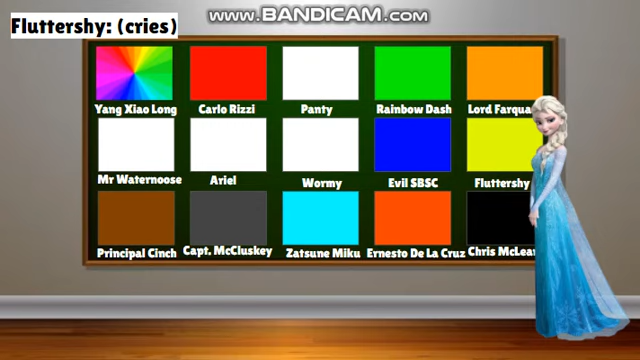 www.BANDICAM.com
Fluttershy: (cries)
Yang Xiao Long Carlo Rizzi Panty Rainbow Dash Lord Farqua
Mr Waternoose Ariel Wormy Evil SBSC Fluttershy
Principal Cinch Capt. McCluskey Zatsune Miku Ernesto De La Cruz Chris McLean